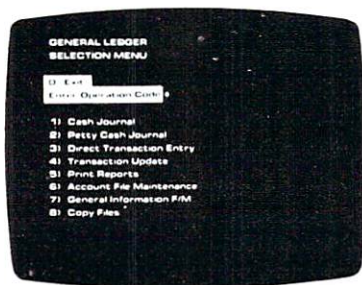 GENERAL LEDGER
SELECTION MENU
0 Exit
Enter Operation Code
1) Cash Journal
2) Petty Cash Journal
3) Direct Transaction Entry
4) Transaction Update
5) Print Reports
6) Account File Maintenance
7) General Information F/M
8) Copy Files